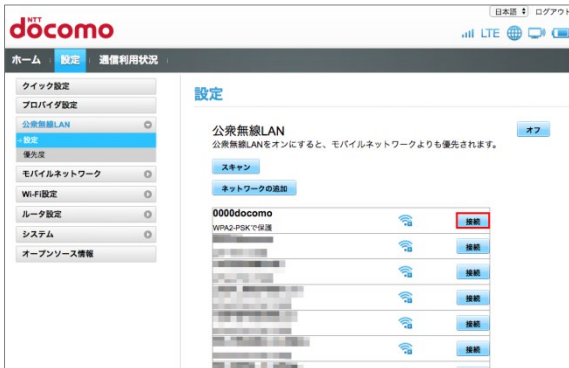 日本語 ログアウト
NTT
döcomo
LTE
ホーム 設定 通信利用状況
クイック設定
プロバイダ設定
公衆無線LAN
設定
優先度
モバイルネットワーク
Wi-Fi設定
ルータ設定
システム
オープンソース情報
設定
公衆無線LAN
オフ
公衆無線LANをオンにすると、モバイルネットワークよりも優先されます。
スキャン
ネットワークの追加
0000docomo
WPA2-PSKで保護
接続
接続
接続
接続
接続
接続